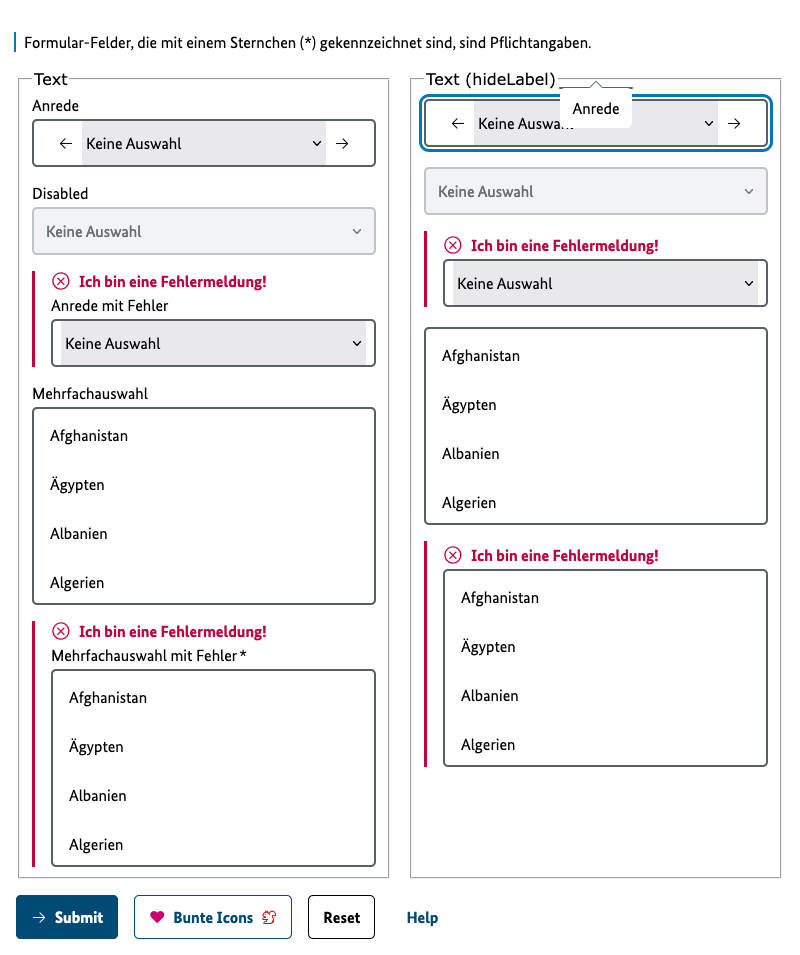 Formular-Felder, die mit einem Sternchen (*) gekennzeichnet sind, sind Pflichtangaben.
Text
Anrede
← Keine Auswahl →
Disabled
Keine Auswahl
Ich bin eine Fehlermeldung!
Anrede mit Fehler
Keine Auswahl
Mehrfachauswahl
Afghanistan
Ägypten
Albanien
Algerien
Ich bin eine Fehlermeldung!
Mehrfachauswahl mit Fehler *
Afghanistan
Ägypten
Albanien
Algerien
Text (hideLabel)
Anrede
← Keine Auswahl →
Keine Auswahl
Ich bin eine Fehlermeldung!
Keine Auswahl
Afghanistan
Ägypten
Albanien
Algerien
Ich bin eine Fehlermeldung!
Afghanistan
Ägypten
Albanien
Algerien
→ Submit
Bunte Icons
Reset
Help